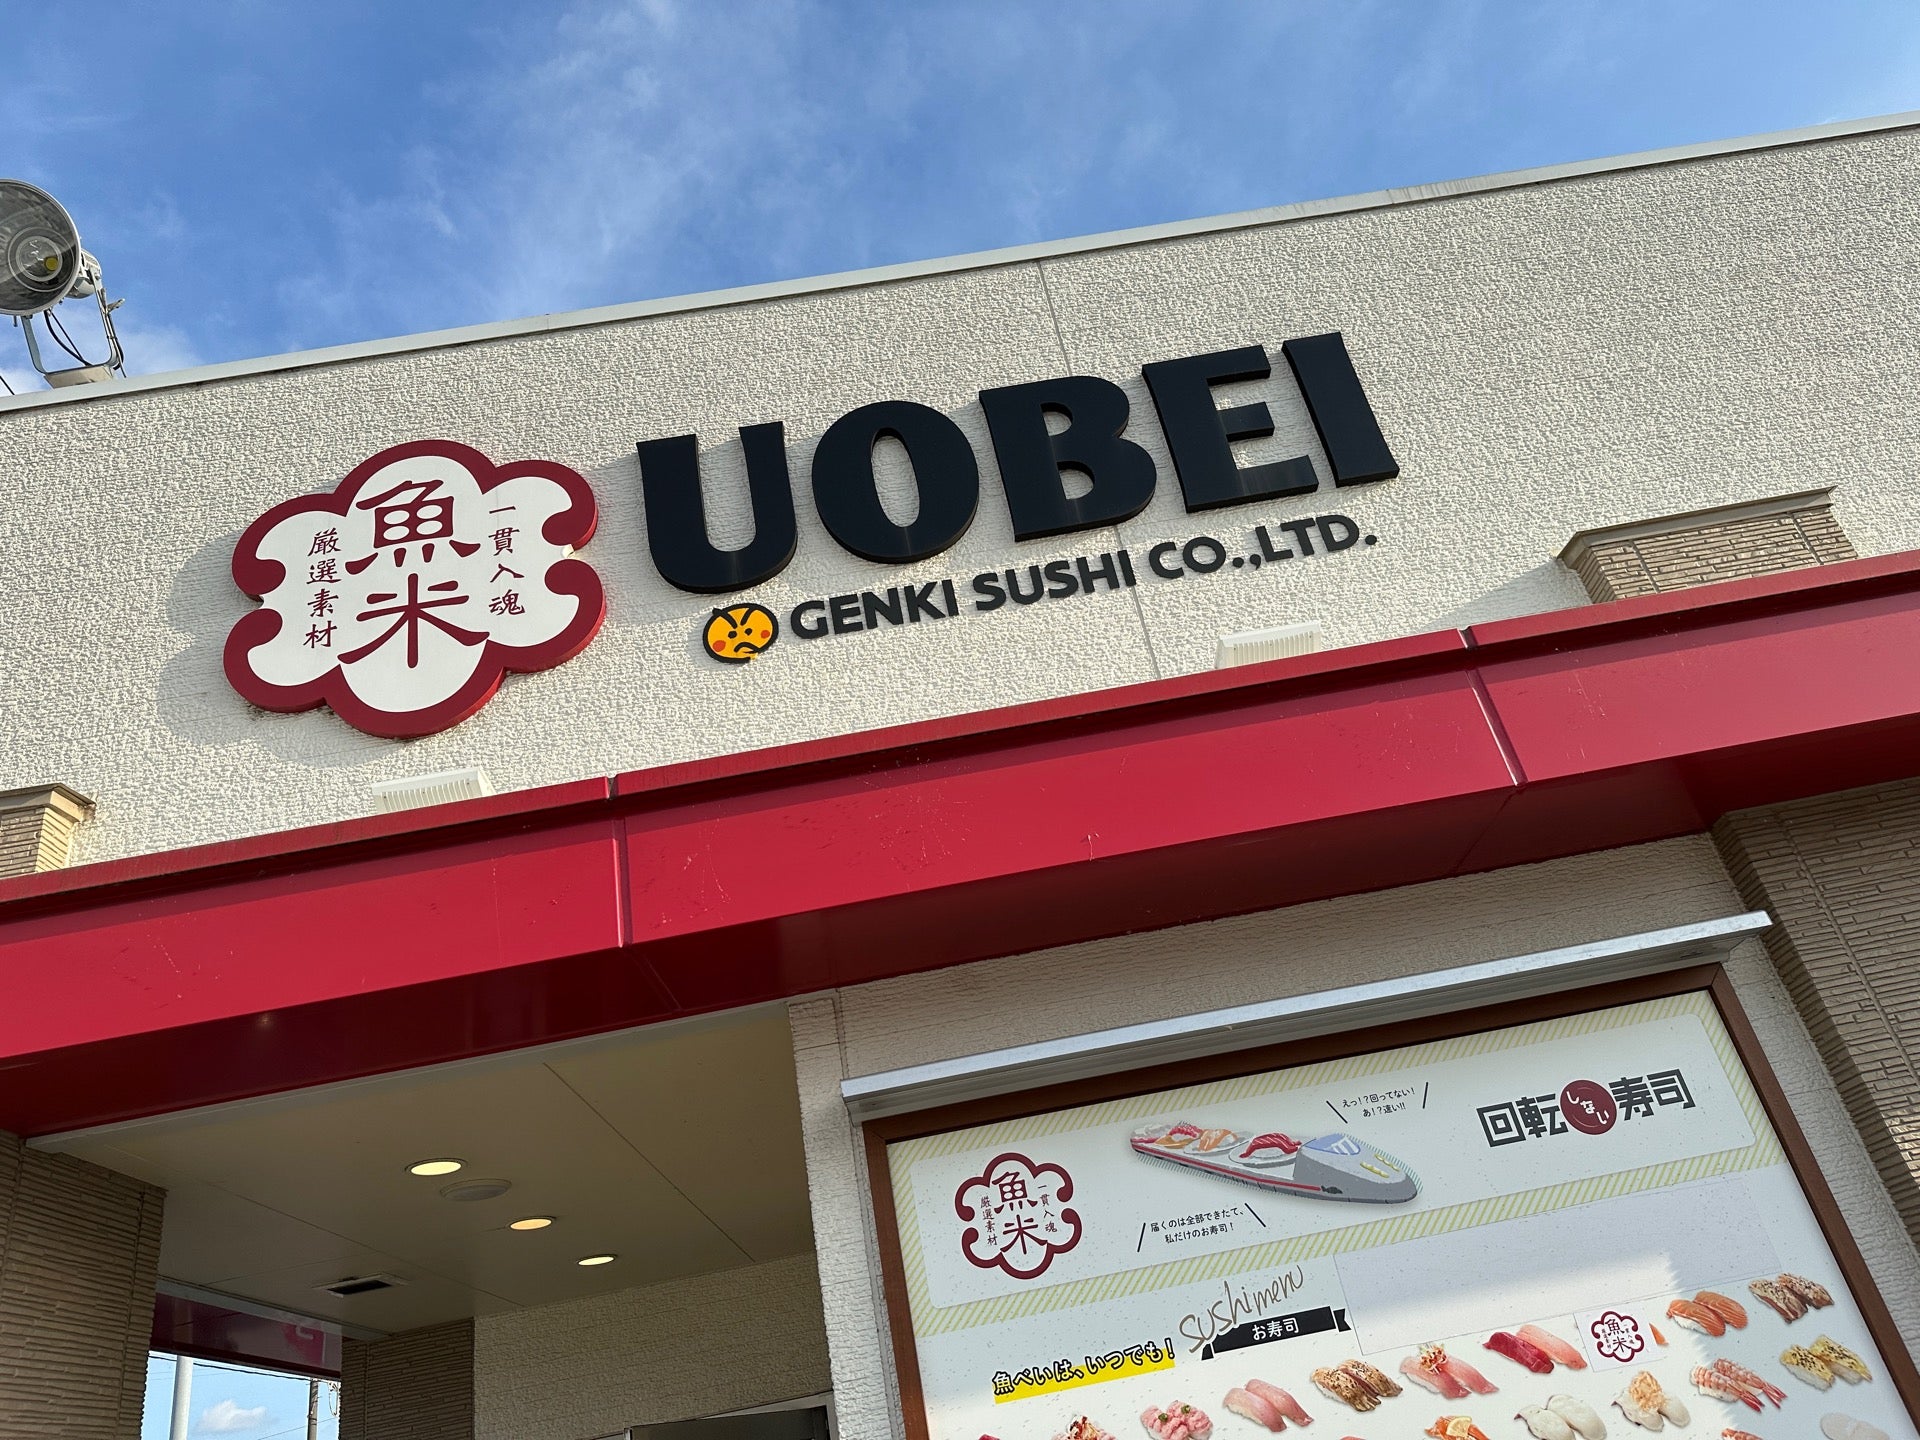 一貫入魂
魚米
厳選素材
UOBEI
GENKI SUSHI CO.,LTD.
えっ!?回ってない!
あ!?速い!!
回転しない寿司
一貫入魂
魚米
厳選素材
届くのは全部できたて、
私だけのお寿司!
sushi menu
お寿司
魚べいは、いつでも!
魚米